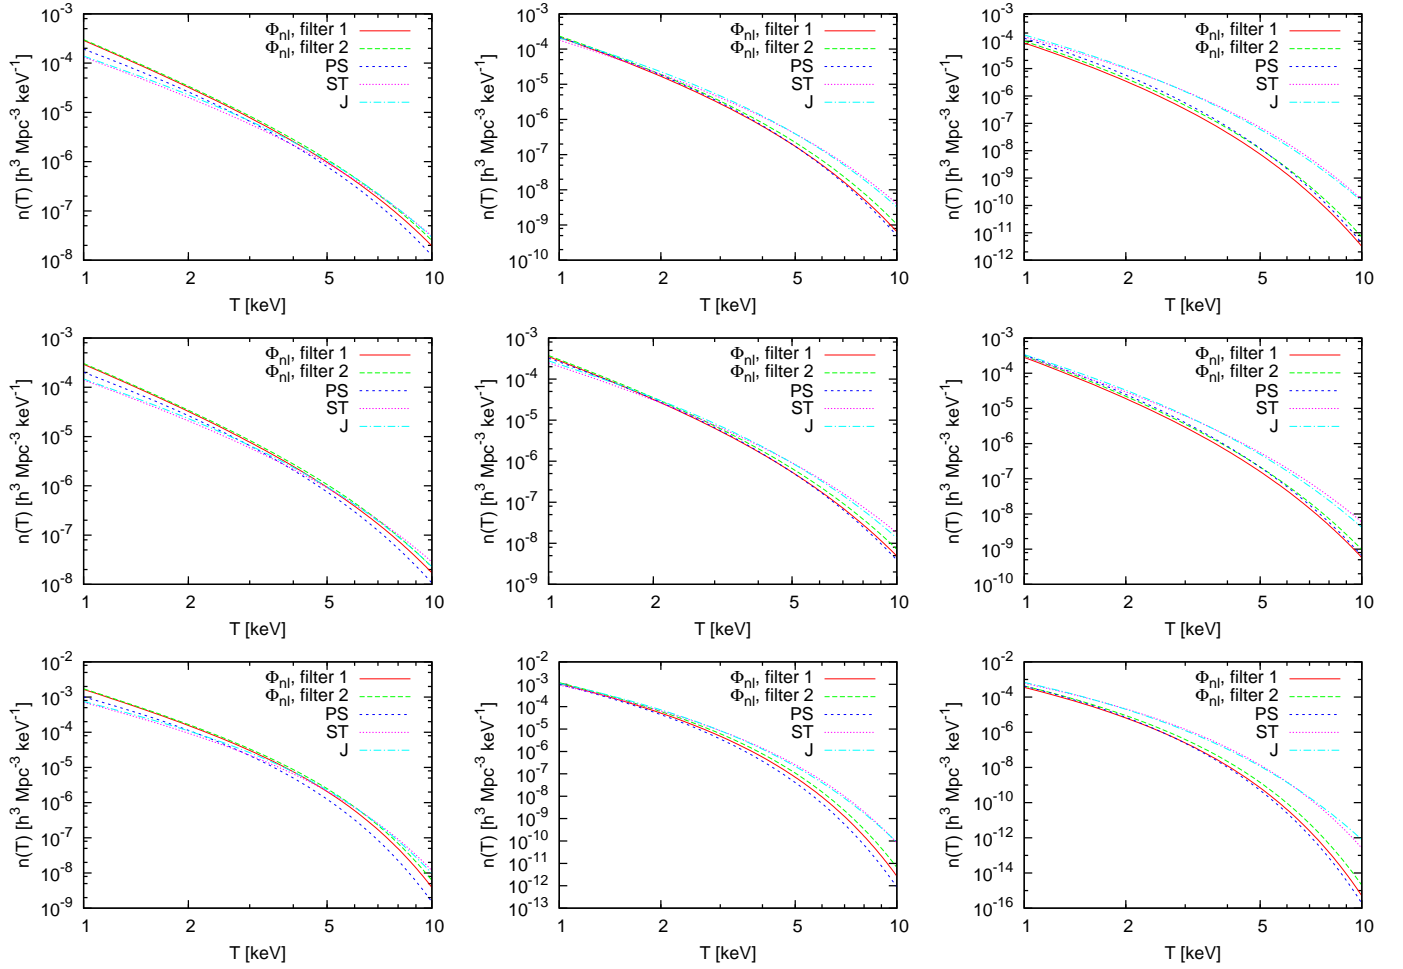 n(T) [h³ Mpc⁻³ keV⁻¹]
10⁻³
10⁻⁴
10⁻⁵
10⁻⁶
10⁻⁷
10⁻⁸
Φnl, filter 1
Φnl, filter 2
PS
ST
J
1 2 5 10
T [keV]
n(T) [h³ Mpc⁻³ keV⁻¹]
10⁻³
10⁻⁴
10⁻⁵
10⁻⁶
10⁻⁷
10⁻⁸
10⁻⁹
10⁻¹⁰
Φnl, filter 1
Φnl, filter 2
PS
ST
J
1 2 5 10
T [keV]
n(T) [h³ Mpc⁻³ keV⁻¹]
10⁻³
10⁻⁴
10⁻⁵
10⁻⁶
10⁻⁷
10⁻⁸
10⁻⁹
10⁻¹⁰
10⁻¹¹
10⁻¹²
Φnl, filter 1
Φnl, filter 2
PS
ST
J
1 2 5 10
T [keV]
n(T) [h³ Mpc⁻³ keV⁻¹]
10⁻³
10⁻⁴
10⁻⁵
10⁻⁶
10⁻⁷
10⁻⁸
Φnl, filter 1
Φnl, filter 2
PS
ST
J
1 2 5 10
T [keV]
n(T) [h³ Mpc⁻³ keV⁻¹]
10⁻³
10⁻⁴
10⁻⁵
10⁻⁶
10⁻⁷
10⁻⁸
10⁻⁹
Φnl, filter 1
Φnl, filter 2
PS
ST
J
1 2 5 10
T [keV]
n(T) [h³ Mpc⁻³ keV⁻¹]
10⁻³
10⁻⁴
10⁻⁵
10⁻⁶
10⁻⁷
10⁻⁸
10⁻⁹
10⁻¹⁰
Φnl, filter 1
Φnl, filter 2
PS
ST
J
1 2 5 10
T [keV]
n(T) [h³ Mpc⁻³ keV⁻¹]
10⁻²
10⁻³
10⁻⁴
10⁻⁵
10⁻⁶
10⁻⁷
10⁻⁸
10⁻⁹
Φnl, filter 1
Φnl, filter 2
PS
ST
J
1 2 5 10
T [keV]
n(T) [h³ Mpc⁻³ keV⁻¹]
10⁻²
10⁻³
10⁻⁴
10⁻⁵
10⁻⁶
10⁻⁷
10⁻⁸
10⁻⁹
10⁻¹⁰
10⁻¹¹
10⁻¹²
10⁻¹³
Φnl, filter 1
Φnl, filter 2
PS
ST
J
1 2 5 10
T [keV]
n(T) [h³ Mpc⁻³ keV⁻¹]
10⁻²
10⁻⁴
10⁻⁶
10⁻⁸
10⁻¹⁰
10⁻¹²
10⁻¹⁴
10⁻¹⁶
Φnl, filter 1
Φnl, filter 2
PS
ST
J
1 2 5 10
T [keV]